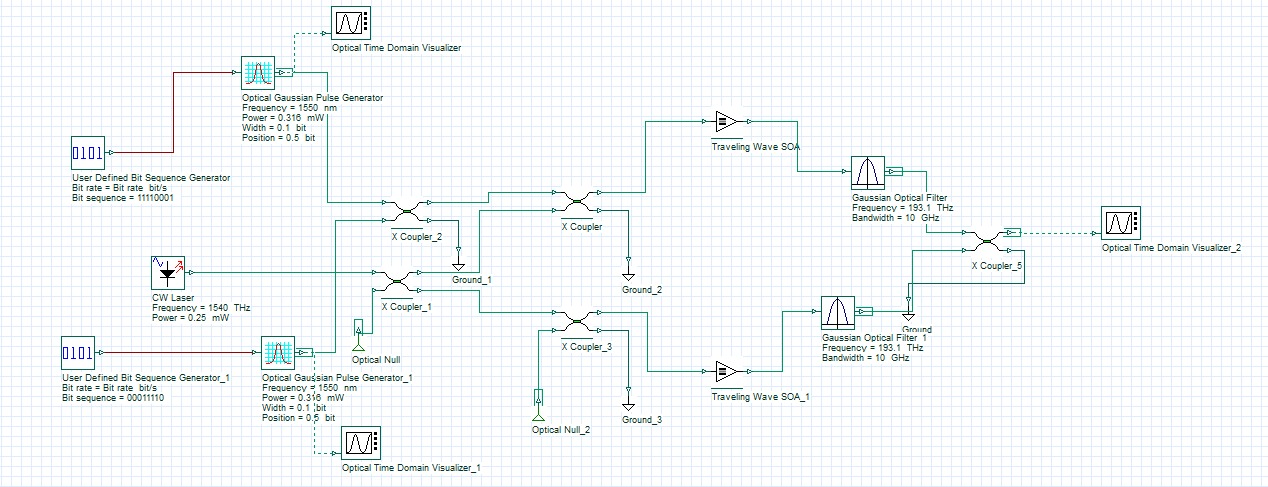 Optical Time Domain Visualizer
Optical Gaussian Pulse Generator
Frequency = 1550 nm
Power = 0.316 mW
Width = 0.1 bit
Position = 0.5 bit
0101
User Defined Bit Sequence Generator
Bit rate = Bit rate bit/s
Bit sequence = 11110001
Traveling Wave SOA
Gaussian Optical Filter
Frequency = 193.1 THz
Bandwidth = 10 GHz
X Coupler
X Coupler_2
Ground_1
Ground_2
Optical Time Domain Visualizer_2
X Coupler_5
CW Laser
Frequency = 1540 THz
Power = 0.25 mW
X Coupler_1
Ground
Gaussian Optical Filter_1
Frequency = 193.1 THz
Bandwidth = 10 GHz
X Coupler_3
Optical Null
0101
User Defined Bit Sequence Generator_1
Bit rate = Bit rate bit/s
Bit sequence = 00011110
Optical Gaussian Pulse Generator_1
Frequency = 1550 nm
Power = 0.316 mW
Width = 0.1 bit
Position = 0.5 bit
Traveling Wave SOA_1
Optical Null_2
Ground_3
Optical Time Domain Visualizer_1